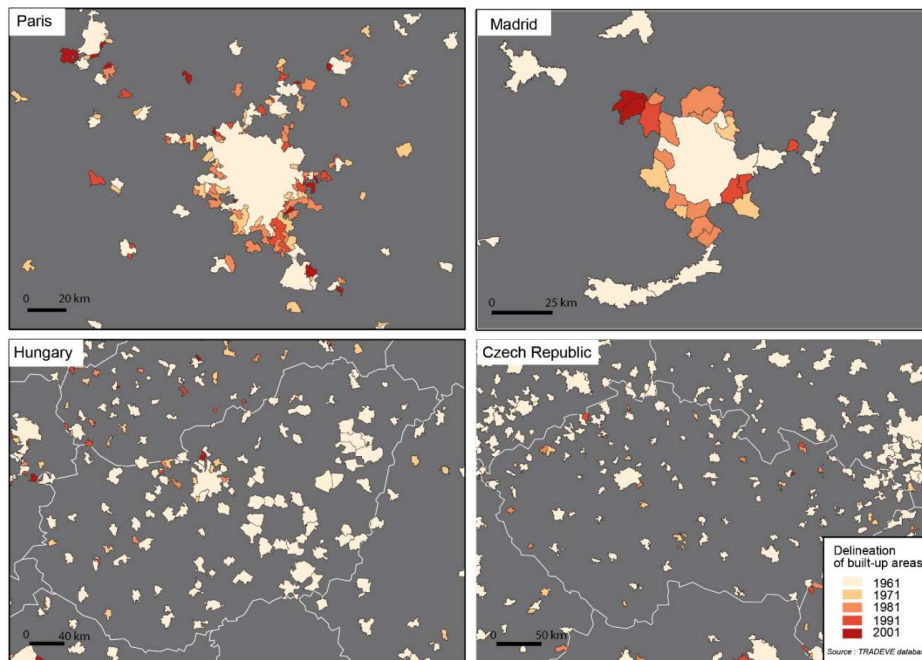 Paris
0 20 km
Madrid
0 25 km
Hungary
0 40 km
Czech Republic
0 50 km
Delineation
of built-up areas
1961
1971
1981
1991
2001
Source : TRADEVE databas